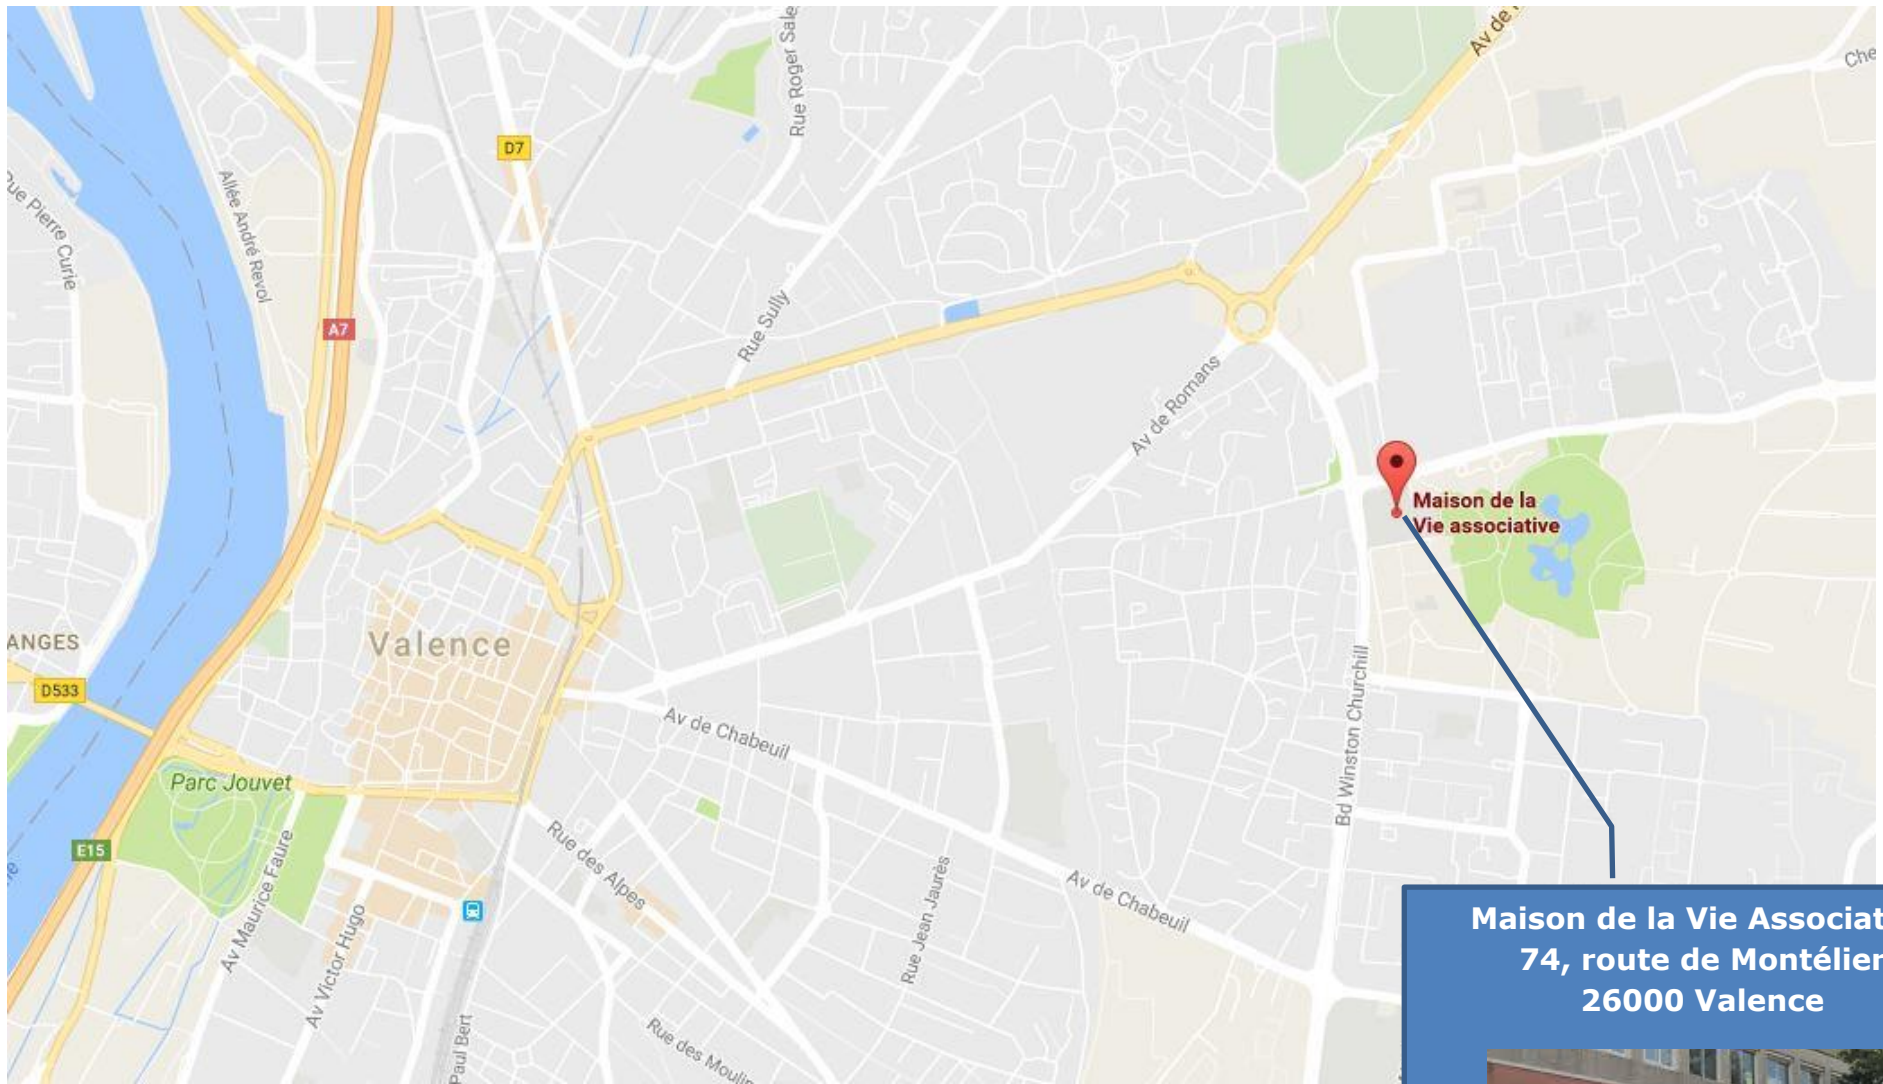 Av de
Che
Rue Roger Sale
D7
Rue Pierre Curie
Allée André Revol
A7
Rue Sully
Av de Romans
Maison de la
Vie associative
ANGES
Valence
D533
Av de Chabeuil
Bd Winston Churchill
Parc Jouvet
E15
Rue des Alpes
Av Maurice Faure
Av Victor Hugo
Rue Jean Jaurès
Av de Chabeuil
Paul Bert
Rue des Moulin
Maison de la Vie Associat
74, route de Montélier
26000 Valence